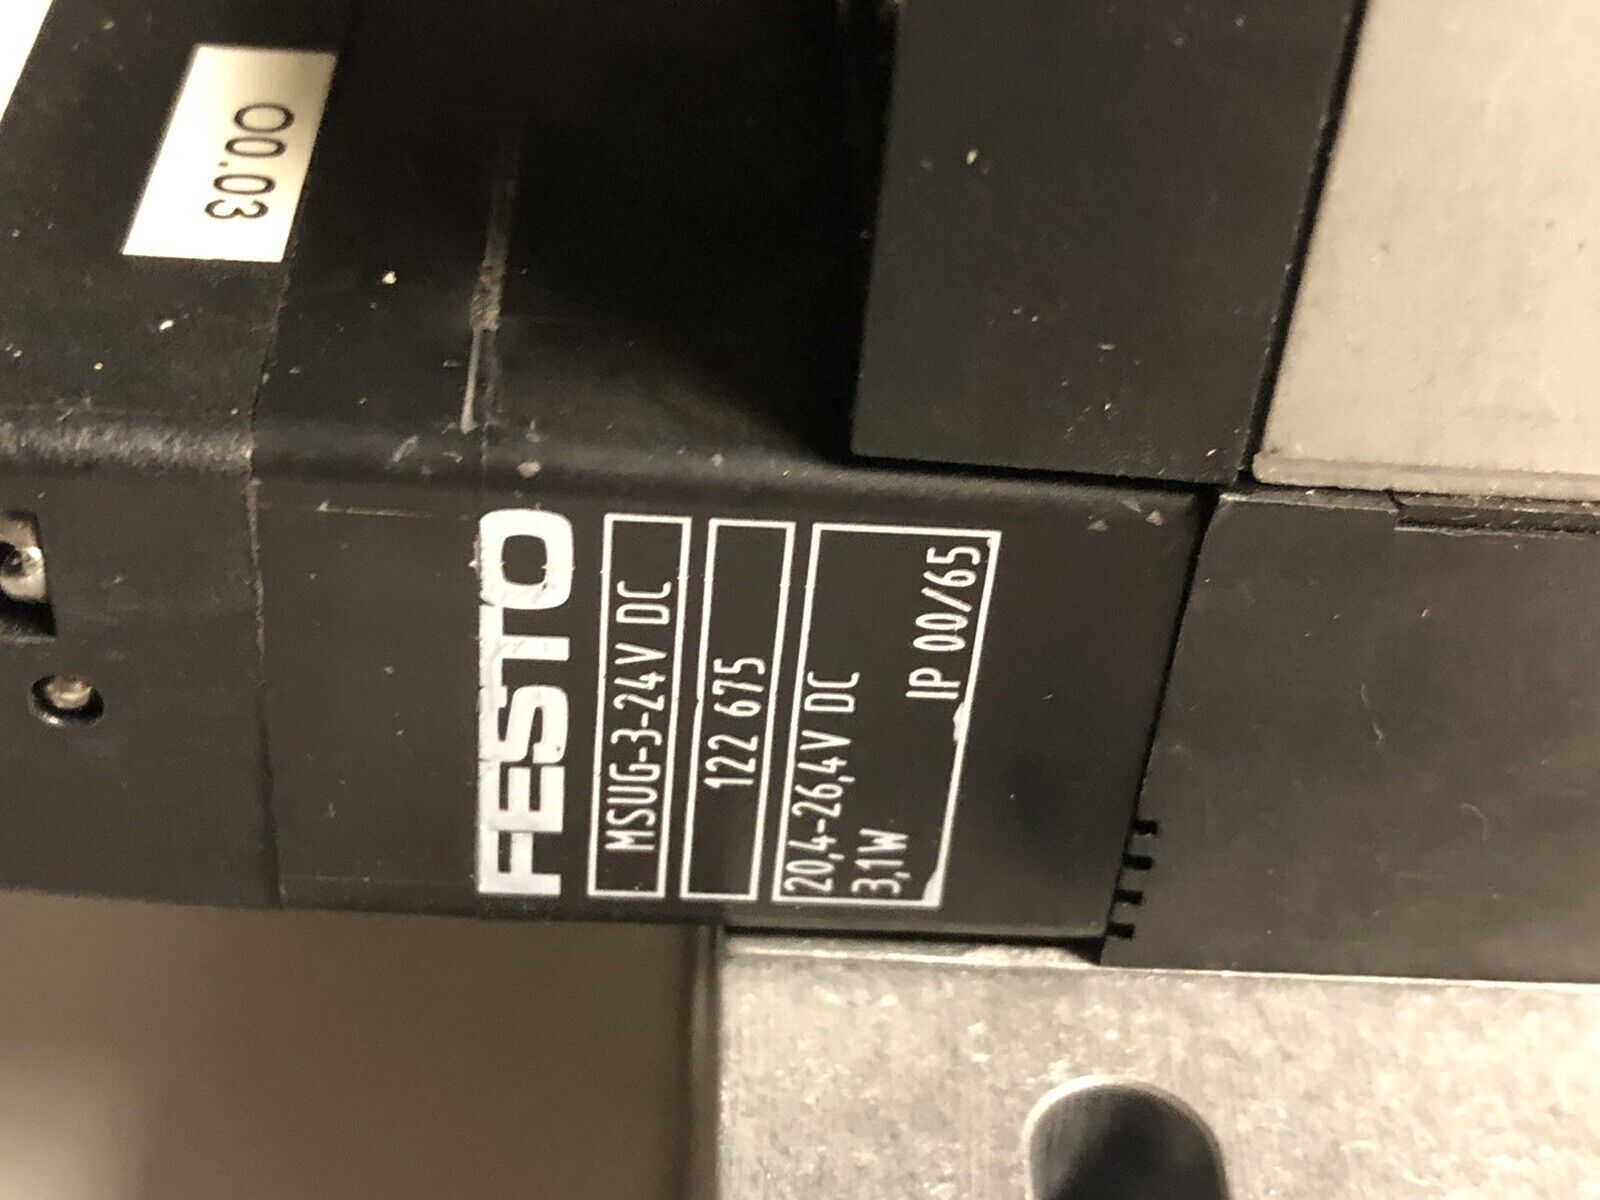 00.03
FESTO
MSUG-3-24V DC
122 675
20,4-26,4V DC
3,1W IP 00/65